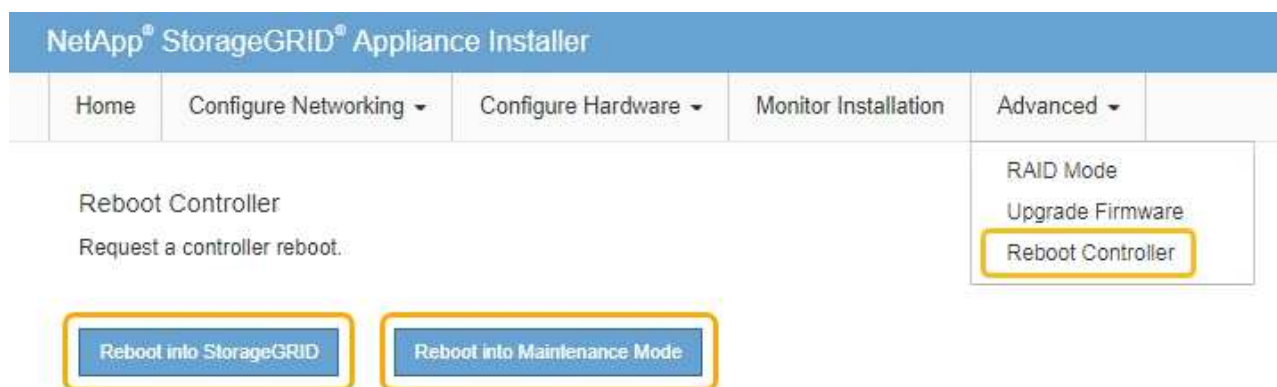 NetApp® StorageGRID® Appliance Installer
Home Configure Networking Configure Hardware Monitor Installation Advanced
RAID Mode
Upgrade Firmware
Reboot Controller
Reboot Controller
Request a controller reboot.
Reboot into StorageGRID Reboot into Maintenance Mode